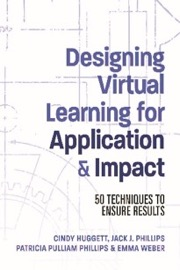 Designing
Virtual
Learning for
Application
& Impact
50 TECHNIQUES TO
ENSURE RESULTS
CINDY HUGGETT, JACK J. PHILLIPS
PATRICIA PULLIAM PHILLIPS & EMMA WEBER